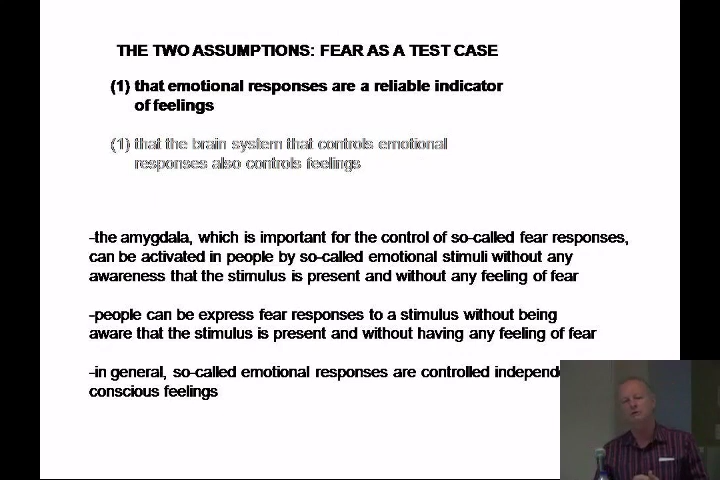 THE TWO ASSUMPTIONS: FEAR AS A TEST CASE
(1) that emotional responses are a reliable indicator
of feelings
(1) that the brain system that controls emotional
responses also controls feelings
-the amygdala, which is important for the control of so-called fear responses,
can be activated in people by so-called emotional stimuli without any
awareness that the stimulus is present and without any feeling of fear
-people can be express fear responses to a stimulus without being
aware that the stimulus is present and without having any feeling of fear
-in general, so-called emotional responses are controlled
conscious feelings